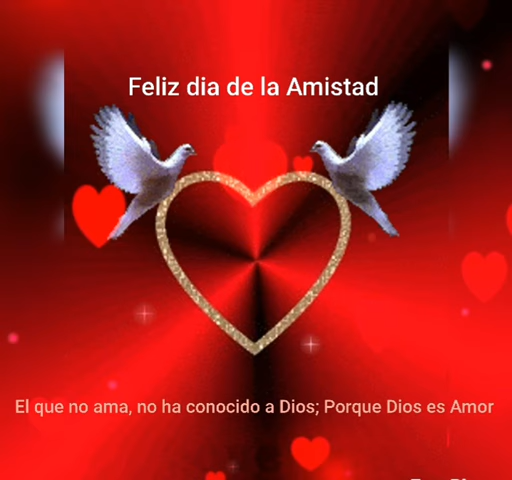 Feliz dia de la Amistad
El que no ama, no ha conocido a Dios; Porque Dios es Amor